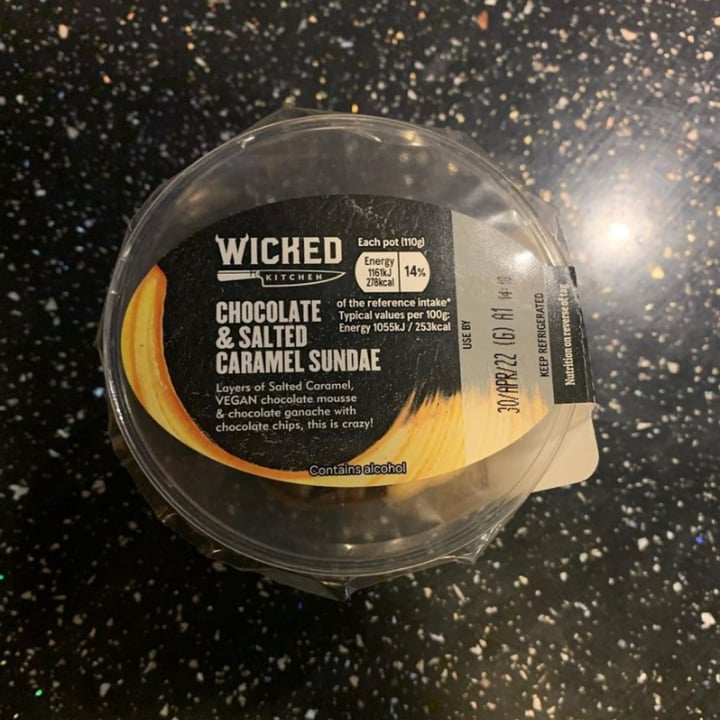 WICKED
KITCHEN
Each pot (110g)
Energy
1161kJ
278kcal
14%
of the reference intake*
Typical values per 100g:
Energy 1055kJ / 253kcal
CHOCOLATE
& SALTED
CARAMEL SUNDAE
Layers of Salted Caramel,
VEGAN chocolate mousse
& chocolate ganache with
chocolate chips, this is crazy!
Contains alcohol
USE BY
30/APR/22 (G) A1
KEEP REFRIGERATED
Nutrition on reverse of